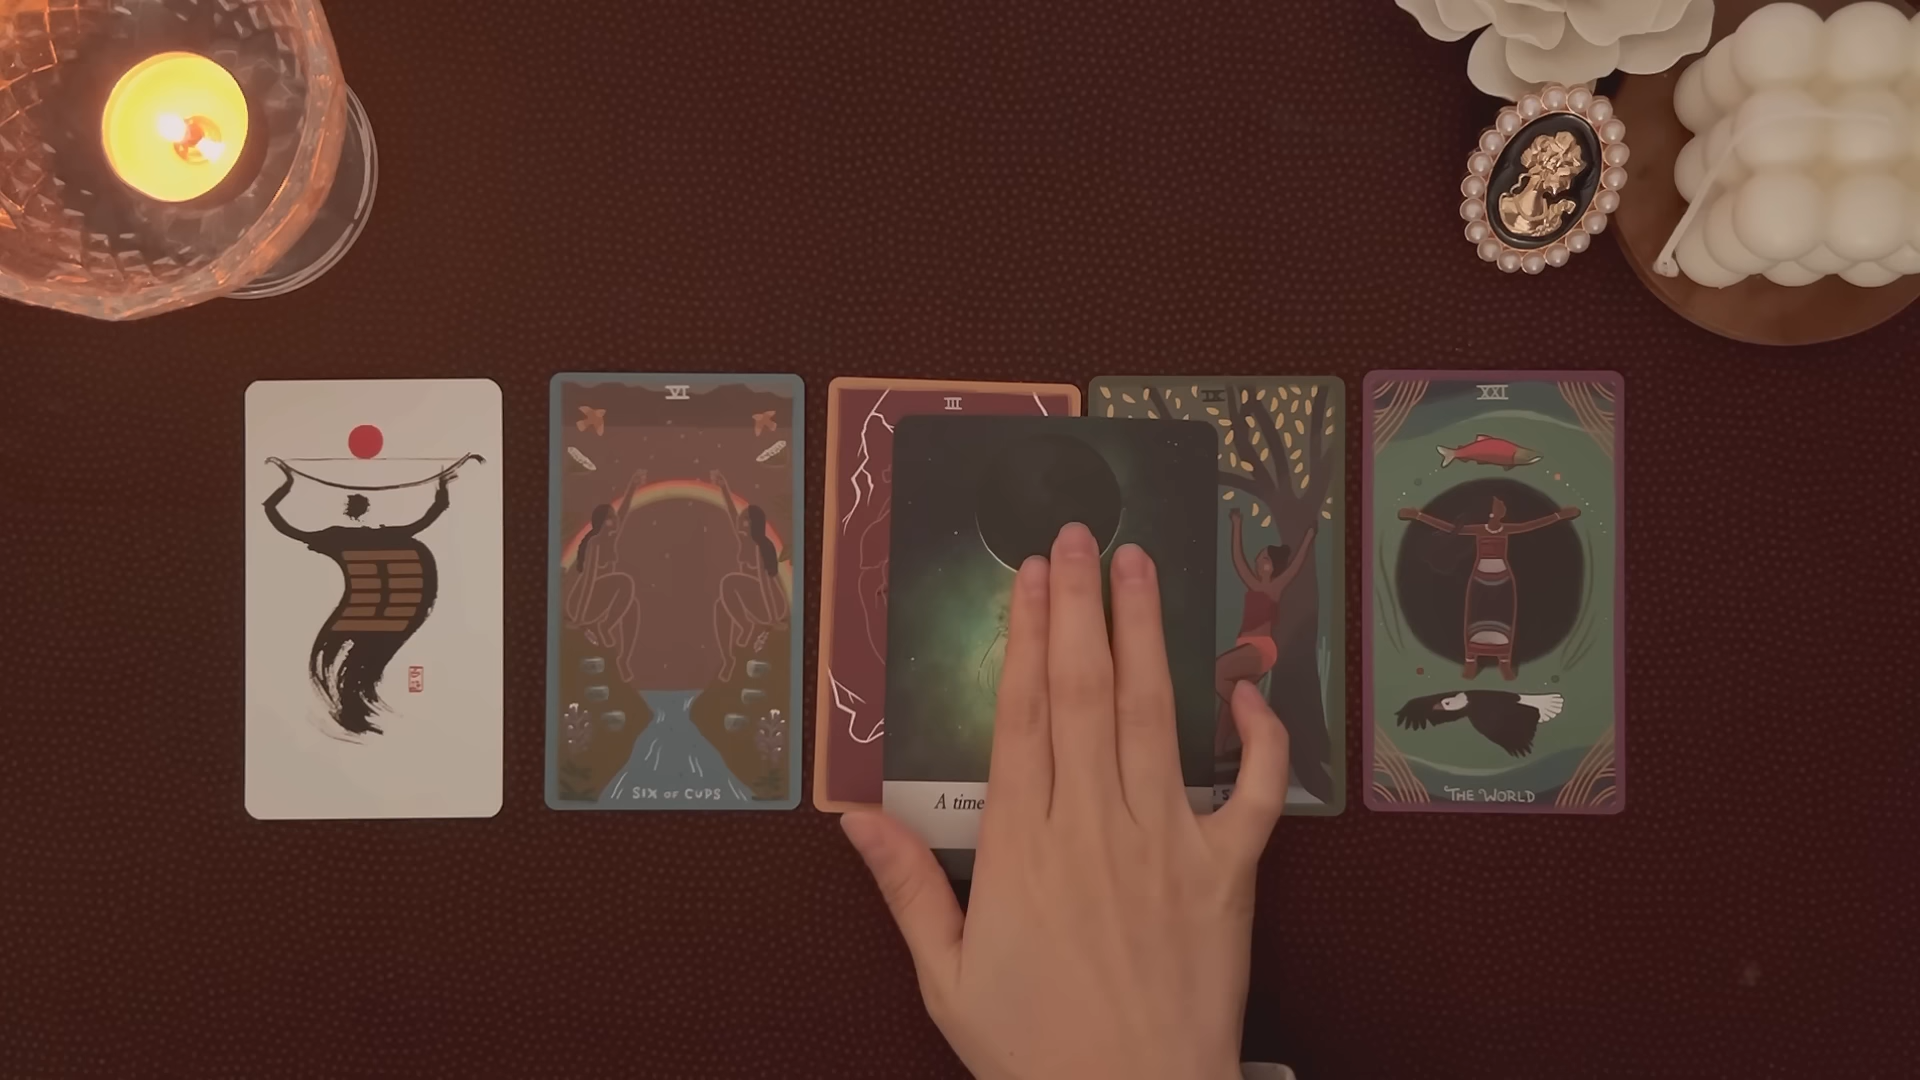 VI
SIX OF CUPS
III
A time
XXI
THE WORLD